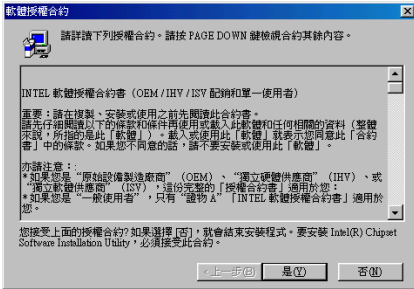 軟體授權合約
請詳讀下列授權合約。請按 PAGE DOWN 鍵檢視合約其餘內容。
INTEL 軟體授權合約書 (OEM / IHV / ISV 配銷和單一使用者)
重要：請在複製、安裝或使用之前先閱讀此合約書。
請先仔細閱讀以下的條款和條件再使用或載入此軟體和任何相關的資料 (整體
來說，所指的是此「軟體」)。載入或使用此「軟體」就表示您同意此「合約
書」中的條款。如果您不同意的話，請不要安裝或使用此「軟體」。
亦請注意：:
*如果您是“原始設備製造廠商” (OEM) 、“獨立硬體供應商” (IHV) 、或
“獨立軟體供應商” (ISV) ，這份完整的「授權合約書」適用於您：
*如果您是“一般使用者”，只有“證物 A”「INTEL 軟體授權合約書」適用於
您。
您接受上面的授權合約?如果選擇 [否]，就會結束安裝程式。要安裝 Intel(R) Chipset
Software Installation Utility，必須接受此合約。
<上一步(B) 是(Y) 否(N)